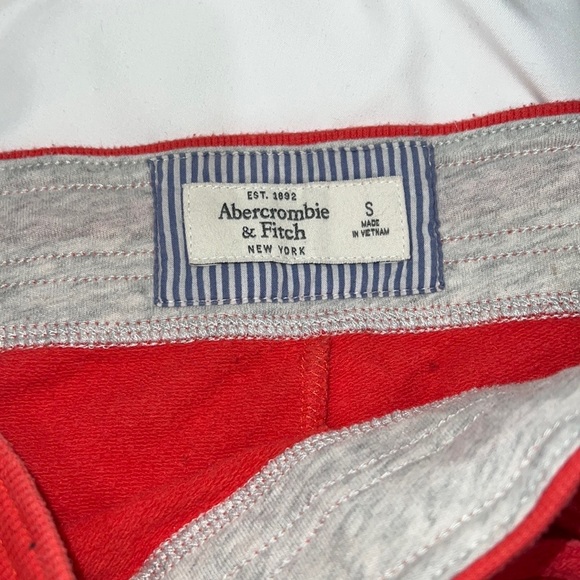 EST. 1892
Abercrombie
& Fitch
NEW YORK
S
MADE
IN VIETNAM